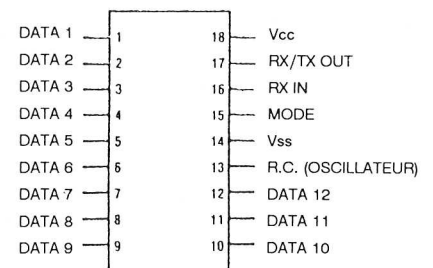 DATA 1 1 18 Vcc
DATA 2 2 17 RX/TX OUT
DATA 3 3 16 RX IN
DATA 4 4 15 MODE
DATA 5 5 14 Vss
DATA 6 6 13 R.C. (OSCILLATEUR)
DATA 7 7 12 DATA 12
DATA 8 8 11 DATA 11
DATA 9 9 10 DATA 10